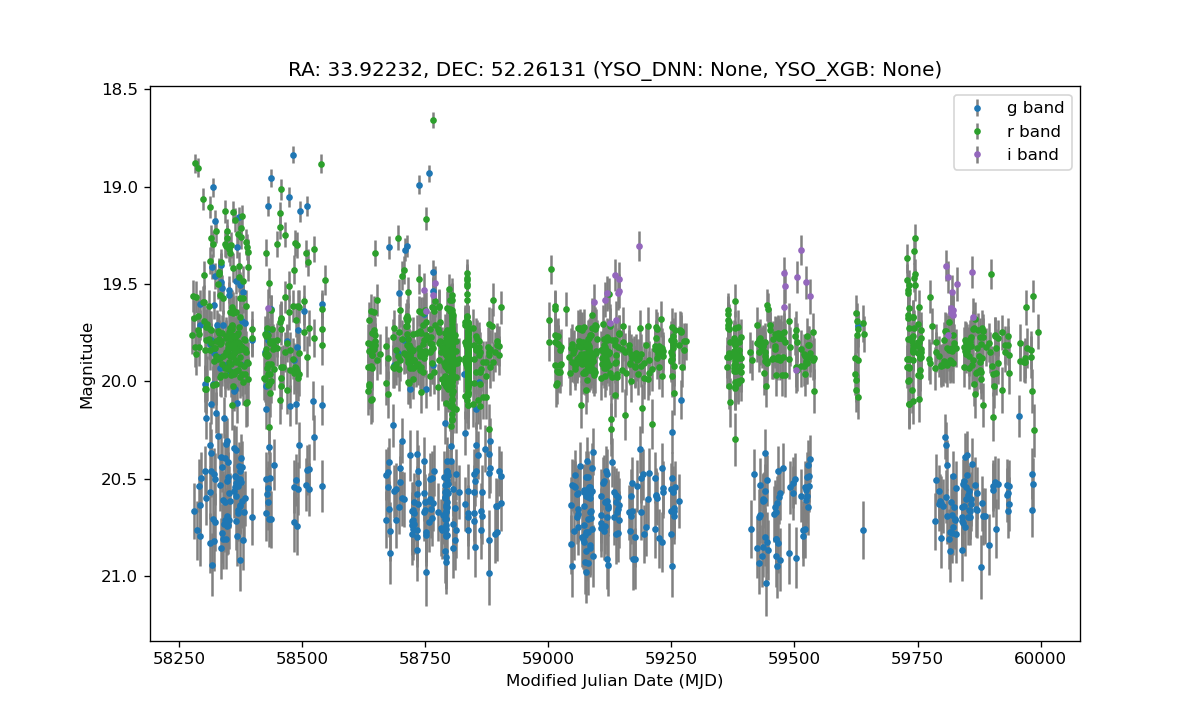 RA: 33.92232, DEC: 52.26131 (YSO_DNN: None, YSO_XGB: None)
18.5
19.0
19.5
20.0
20.5
21.0
Magnitude
g band
r band
i band
58250 58500 58750 59000 59250 59500 59750 60000
Modified Julian Date (MJD)